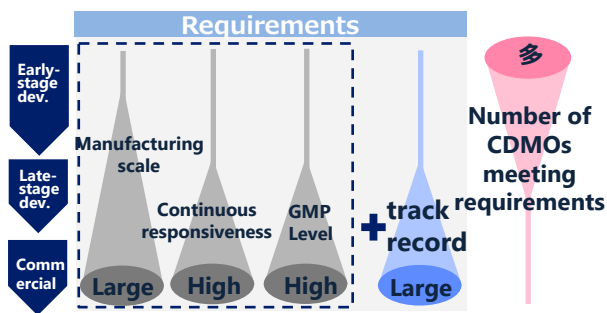 Requirements
Early-
stage
dev.
Late-
stage
dev.
Comm
ercial
Manufacturing
scale
Continuous
responsiveness
GMP
Level
+
track
record
Large
High
High
Large
多
Number of
CDMOs
meeting
requirements